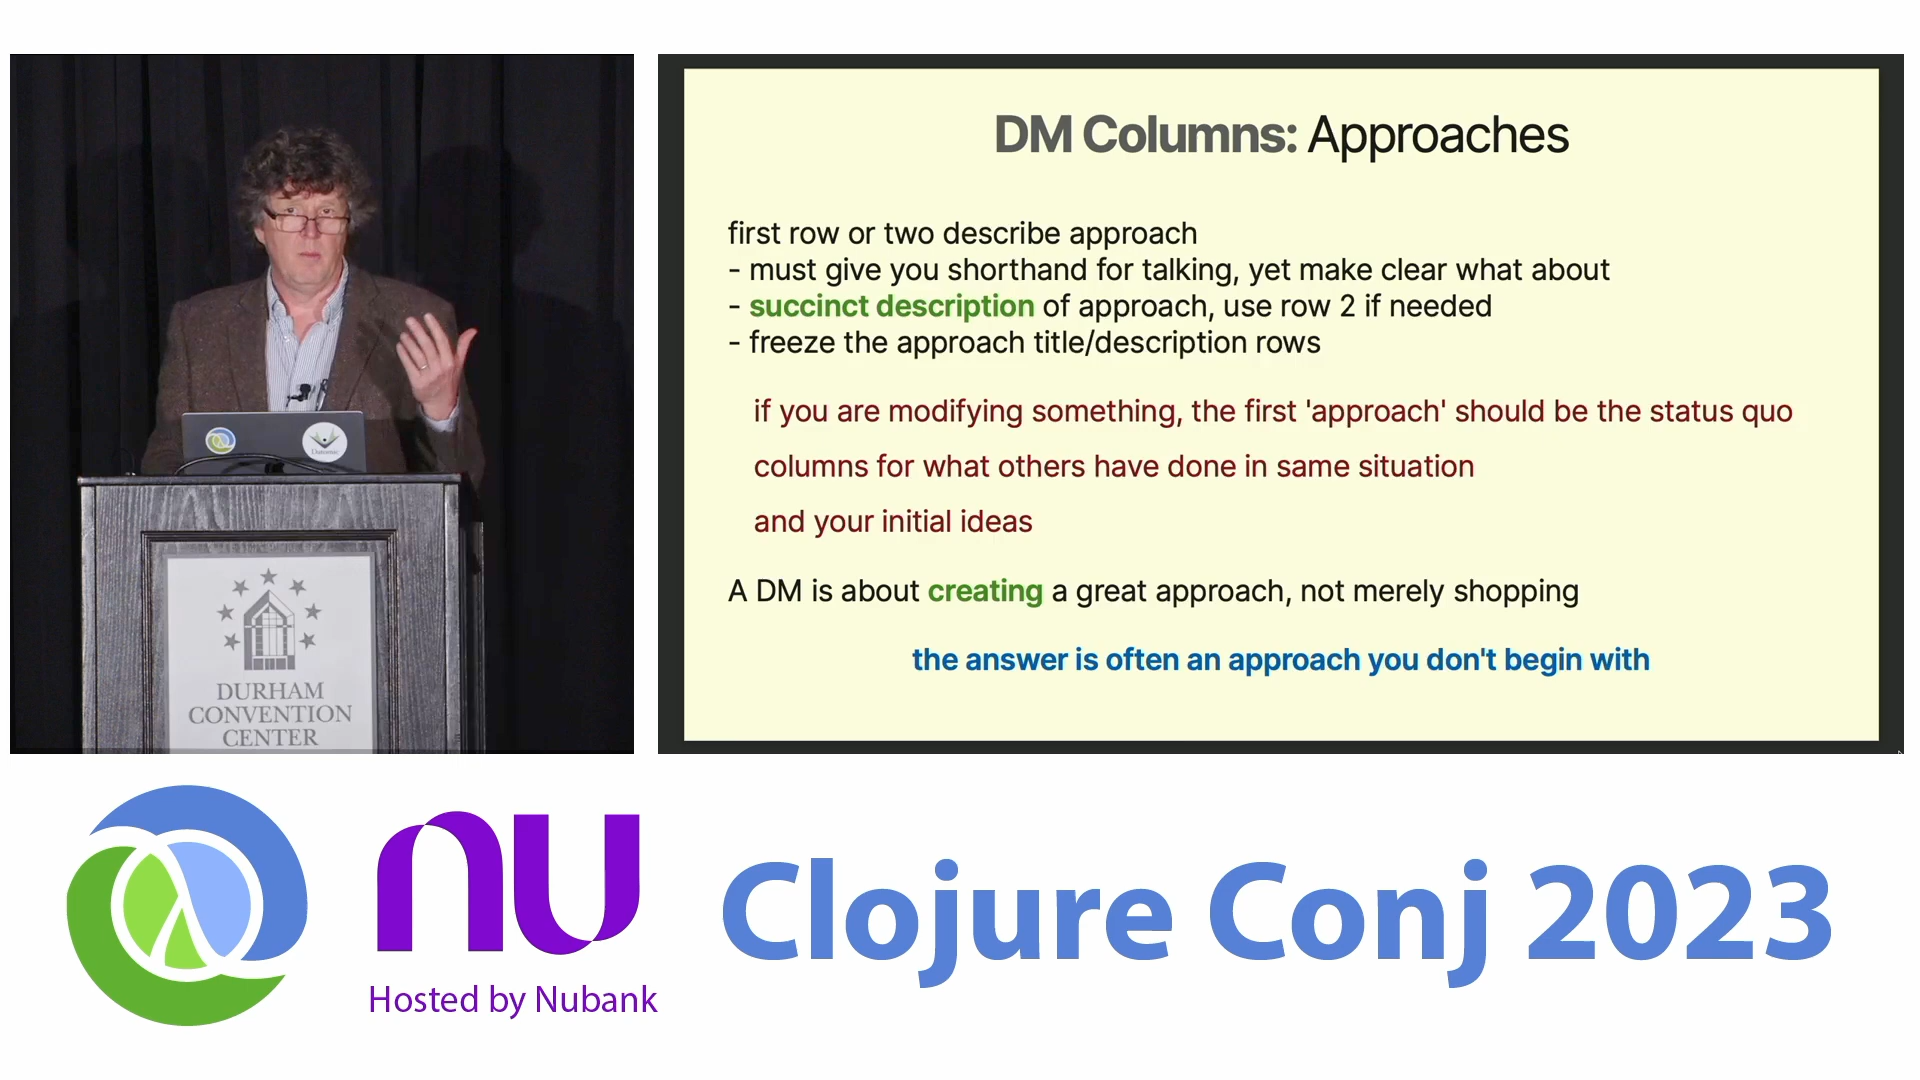 DM Columns: Approaches
first row or two describe approach
- must give you shorthand for talking, yet make clear what about
- succinct description of approach, use row 2 if needed
- freeze the approach title/description rows
if you are modifying something, the first 'approach' should be the status quo
columns for what others have done in same situation
and your initial ideas
A DM is about creating a great approach, not merely shopping
the answer is often an approach you don't begin with
Datomic
DURHAM
CONVENTION
CENTER
nu
Hosted by Nubank
Clojure Conj 2023